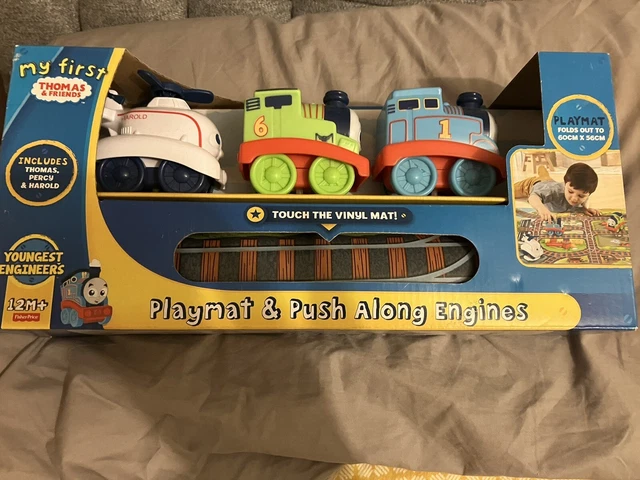 my first
THOMAS
& FRIENDS
INCLUDES
THOMAS,
PERCY
& HAROLD
YOUNGEST
ENGINEERS
12M+
Fisher-Price
HAROLD
6
1
PLAYMAT
FOLDS OUT TO
60CM X 56CM
TOUCH THE VINYL MAT!
Playmat & Push Along Engines